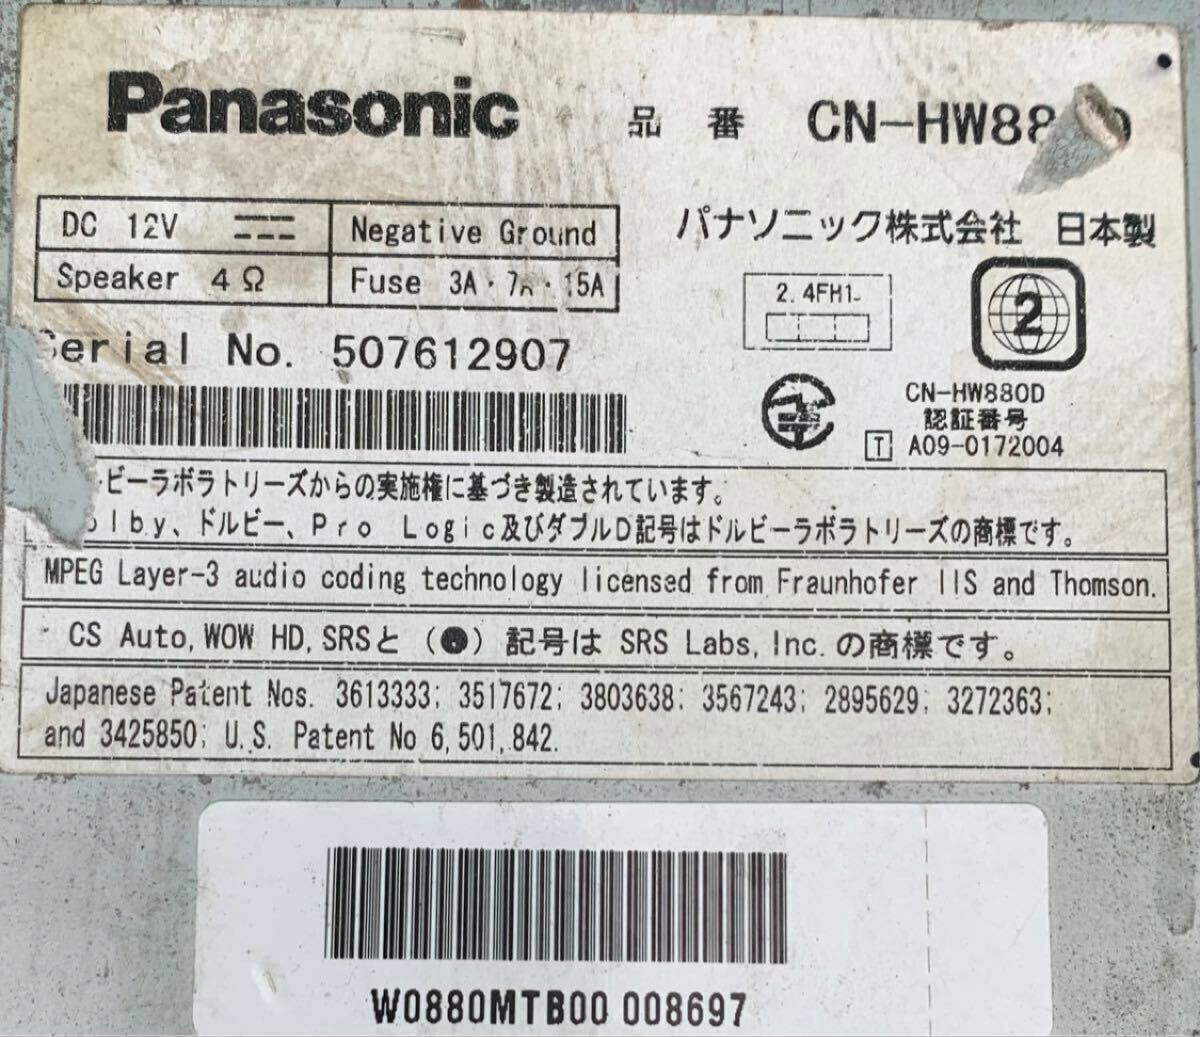 Panasonic 品番 CN-HW88
DC 12V Negative Ground
Speaker 4Ω Fuse 3A・7A・15A
パナソニック株式会社 日本製
2.4FH1
2
Serial No. 507612907
CN-HW880D
認証番号
T A09-0172004
ビーラボラトリーズからの実施権に基づき製造されています。
olby、ドルビー、Pro Logic及びダブルD記号はドルビーラボラトリーズの商標です。
MPEG Layer-3 audio coding technology licensed from Fraunhofer IIS and Thomson.
CS Auto, WOW HD, SRSと (●) 記号は SRS Labs, Inc. の商標です。
Japanese Patent Nos. 3613333; 3517672; 3803638; 3567243; 2895629; 3272363;
and 3425850; U.S. Patent No 6,501,842.
W0880MTB00 008697